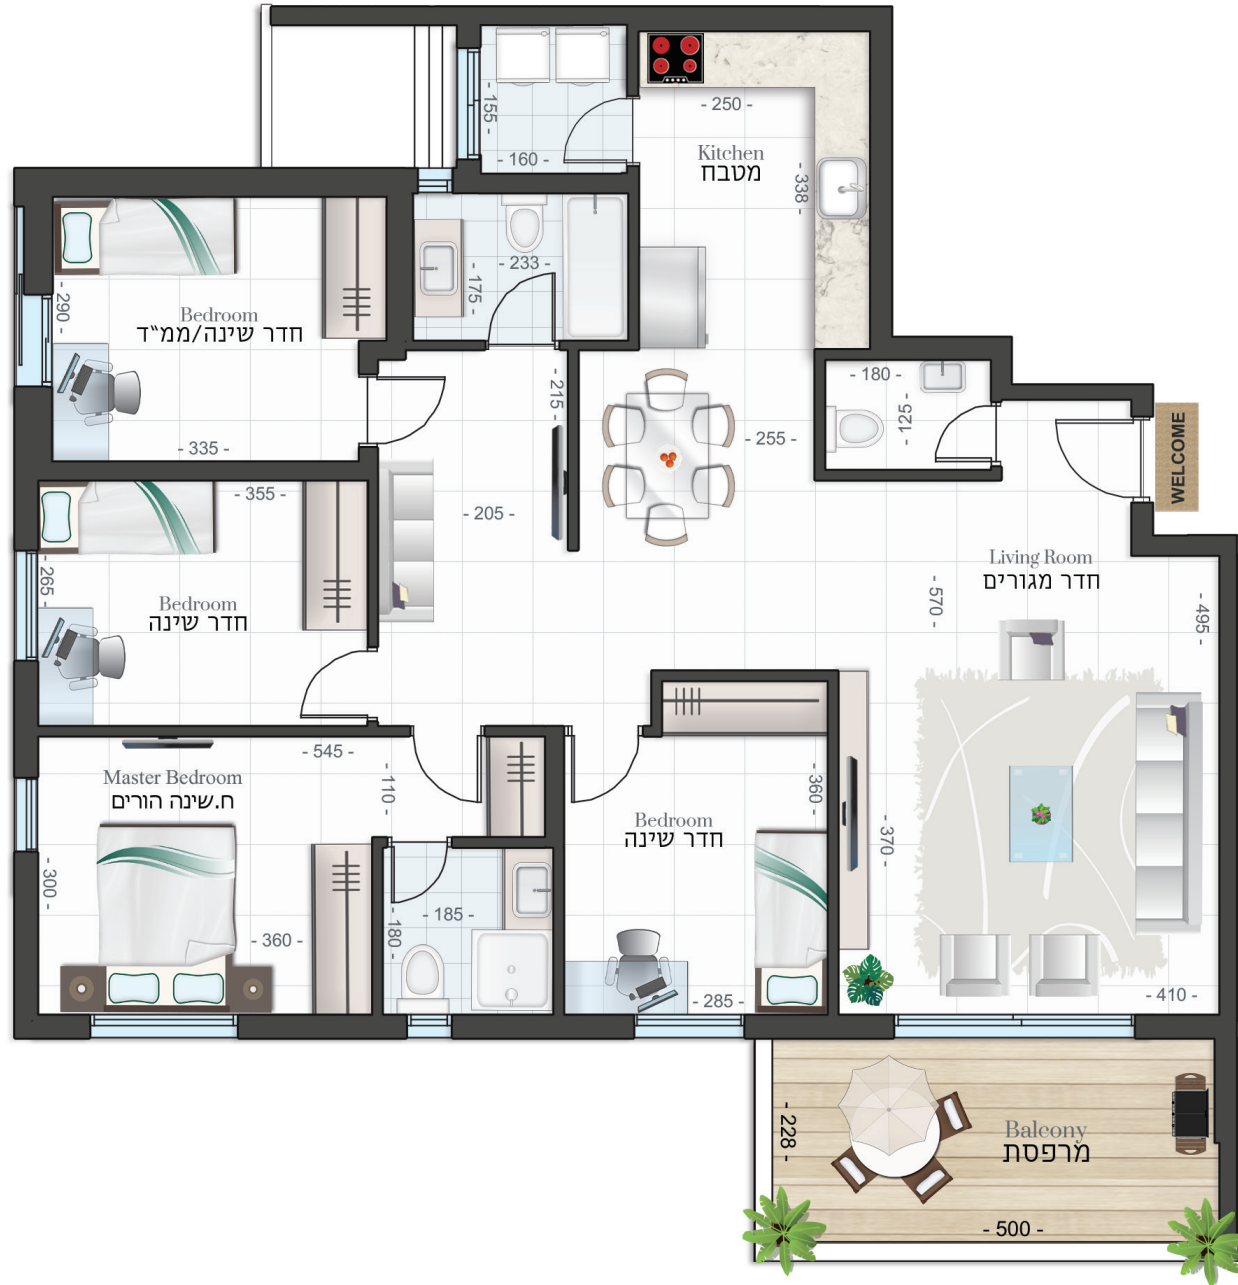 - 155 -
- 160 -
- 250 -
Kitchen
מטבח
- 338 -
- 290 -
Bedroom
חדר שינה/ממ"ד
- 335 -
- 233 -
- 175 -
- 215 -
- 205 -
- 255 -
- 180 -
- 125 -
WELCOME
- 355 -
- 265 -
Bedroom
חדר שינה
Living Room
חדר מגורים
- 570 -
- 495 -
- 545 -
Master Bedroom
ח.שינה הורים
- 110 -
- 300 -
- 360 -
- 185 -
- 180 -
Bedroom
חדר שינה
- 360 -
- 285 -
- 370 -
- 410 -
- 228 -
Balcony
מרפסת
- 500 -